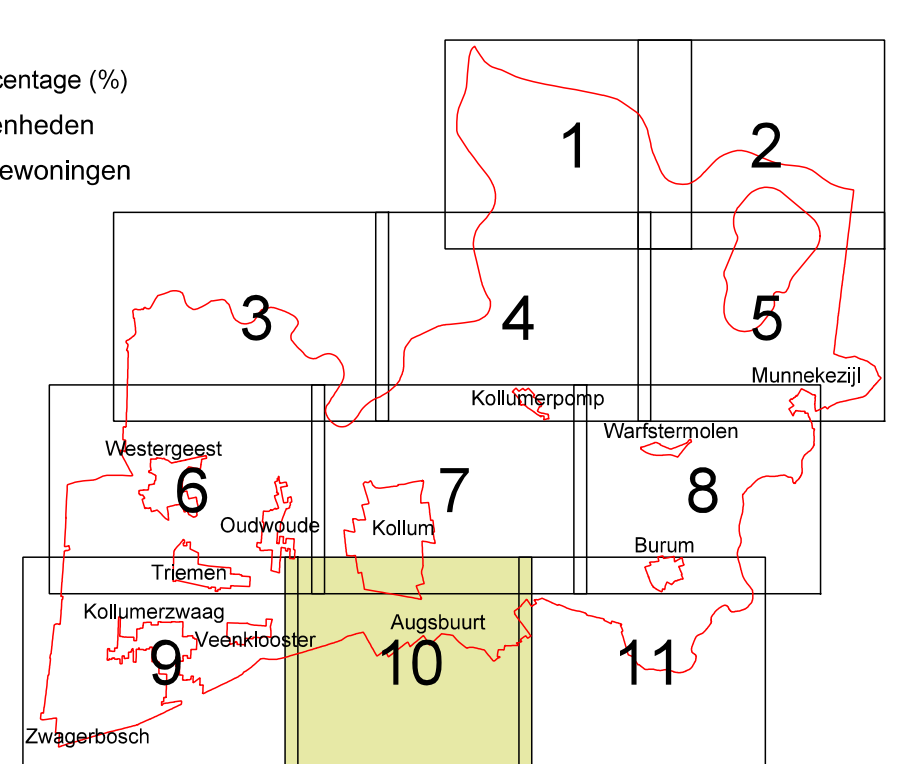 centage (%)
enheden
ewoningen
1
2
3
4
5
Munnekezijl
Kollumerpomp
Warfstermolen
Westergeest
6
7
8
Oudwoude
Kollum
Burum
Triemen
Kollumerzwaag
Augsbuurt
Veenklooster
9
10
11
Zwagerbosch